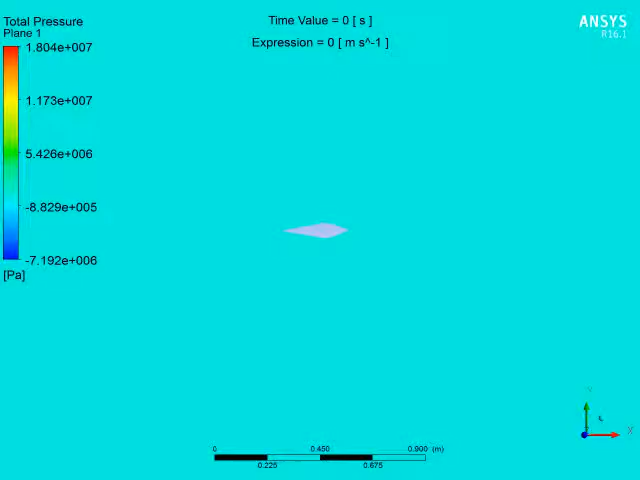 Total Pressure
Plane 1
Time Value = 0 [ s ]
Expression = 0 [ m s^-1 ]
ANSYS
R16.1
1.804e+007
1.173e+007
5.426e+006
-8.829e+005
-7.192e+006
[Pa]
Y
X
0
0.450
0.900 (m)
0.225
0.675